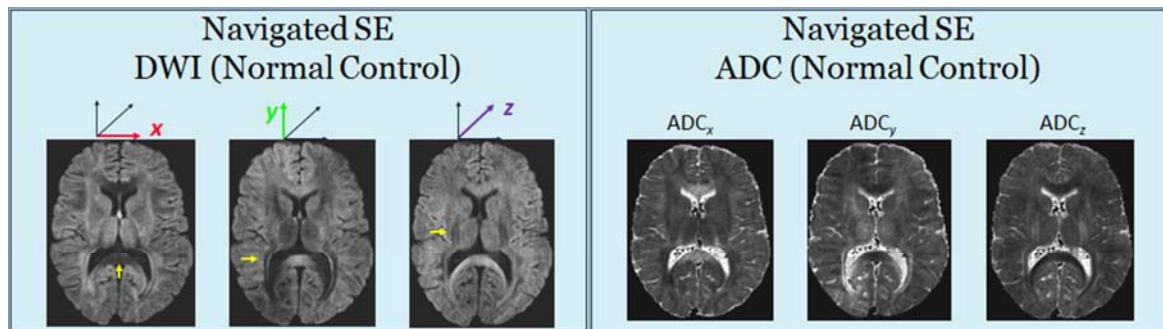 Navigated SE
DWI (Normal Control)
x
y
z
Navigated SE
ADC (Normal Control)
ADCx
ADCy
ADCz